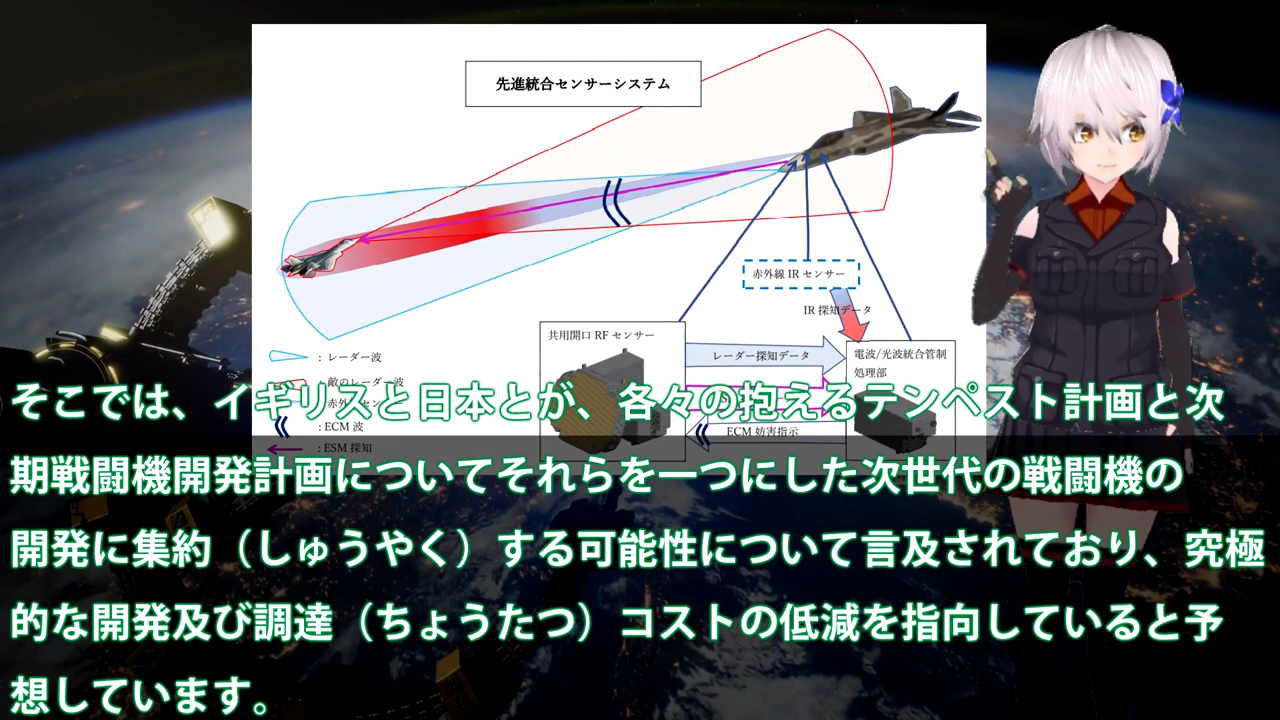 先進統合センサーシステム
赤外線 IR センサー
IR 探知データ
共用開口 RF センサー
レーダー探知データ
電波/光波統合管制
処理部
：レーダー波
：敵のレーダー波
赤外
ECM 妨害指示
：ECM 波
：ESM 探知
そこでは、イギリスと日本とが、各々の抱えるテンペスト計画と次
期戦闘機開発計画についてそれらを一つにした次世代の戦闘機の
開発に集約（しゅうやく）する可能性について言及されており、究極
的な開発及び調達（ちょうたつ）コストの低減を指向していると予
想しています。